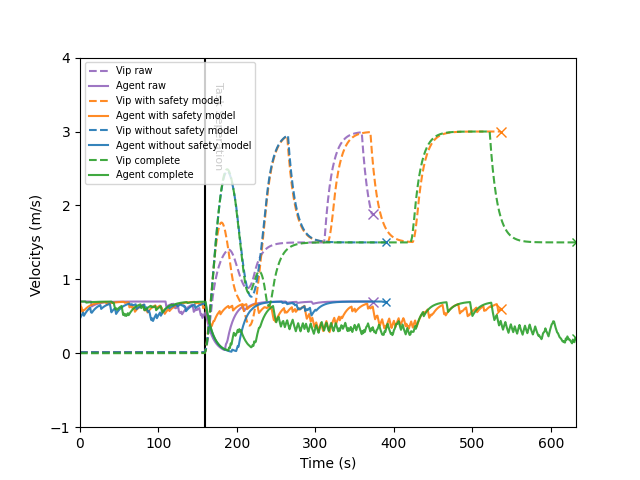 4
3
2
1
0
−1
Velocitys (m/s)
Vip raw
Agent raw
Vip with safety model
Agent with safety model
Vip without safety model
Agent without safety model
Vip complete
Agent complete
0
100
200
300
400
500
600
Time (s)